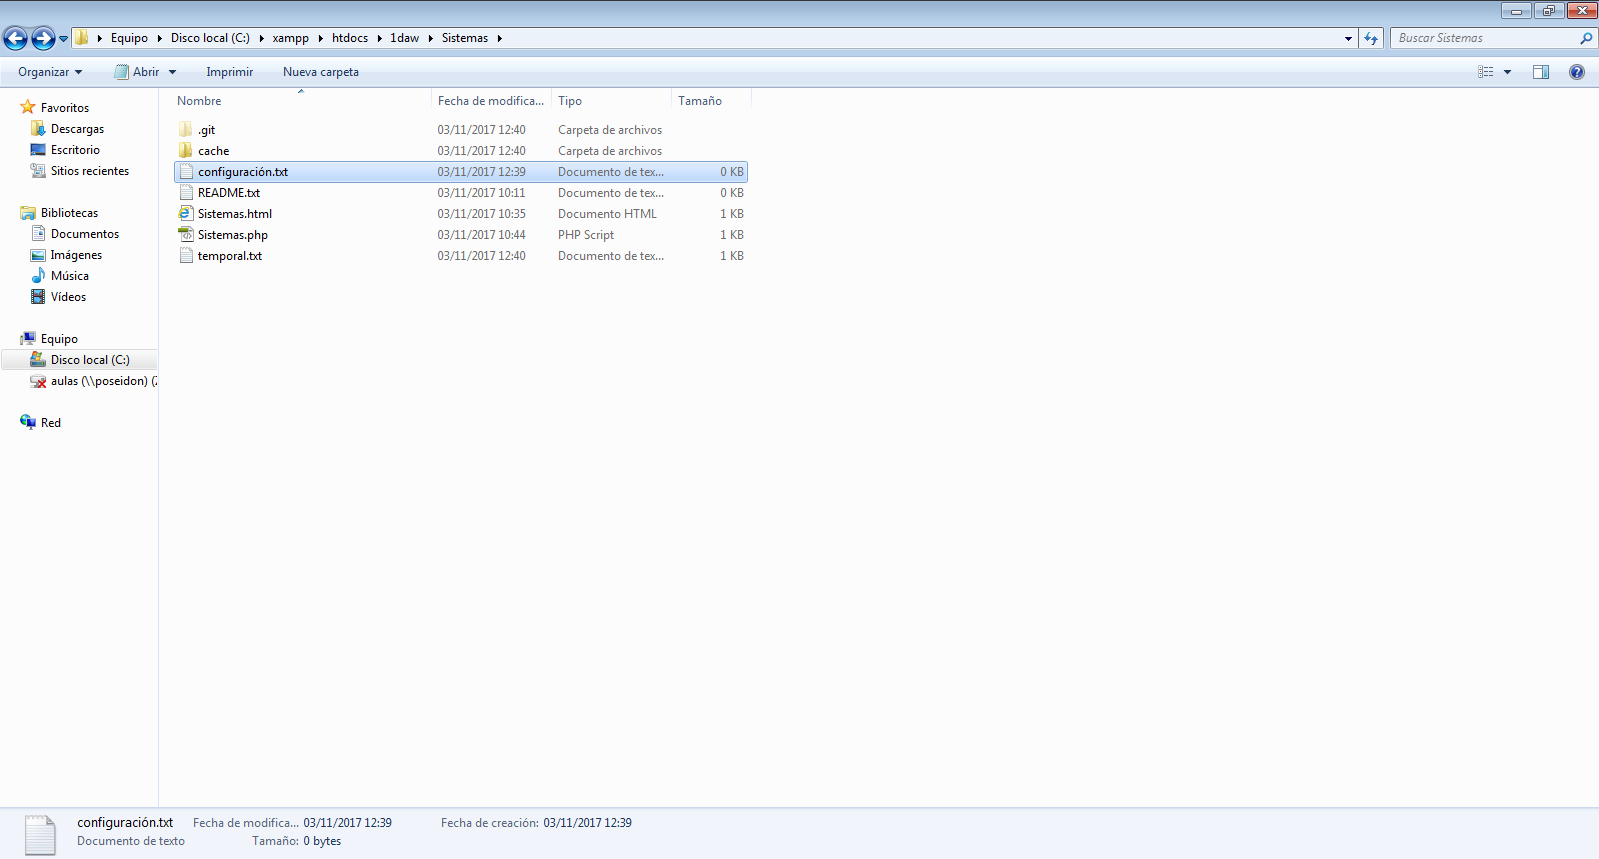 Equipo Disco local (C:) xampp htdocs 1daw Sistemas Buscar Sistemas
Organizar Abrir Imprimir Nueva carpeta
Nombre Fecha de modifica... Tipo Tamaño
.git 03/11/2017 12:40 Carpeta de archivos
cache 03/11/2017 12:40 Carpeta de archivos
configuración.txt 03/11/2017 12:39 Documento de tex... 0 KB
README.txt 03/11/2017 10:11 Documento de tex... 0 KB
Sistemas.html 03/11/2017 10:35 Documento HTML 1 KB
Sistemas.php 03/11/2017 10:44 PHP Script 1 KB
temporal.txt 03/11/2017 12:40 Documento de tex... 1 KB
Favoritos
Descargas
Escritorio
Sitios recientes
Bibliotecas
Documentos
Imágenes
Música
Vídeos
Equipo
Disco local (C:)
aulas (\\poseidon) (
Red
configuración.txt Fecha de modifica... 03/11/2017 12:39 Fecha de creación: 03/11/2017 12:39
Documento de texto Tamaño: 0 bytes